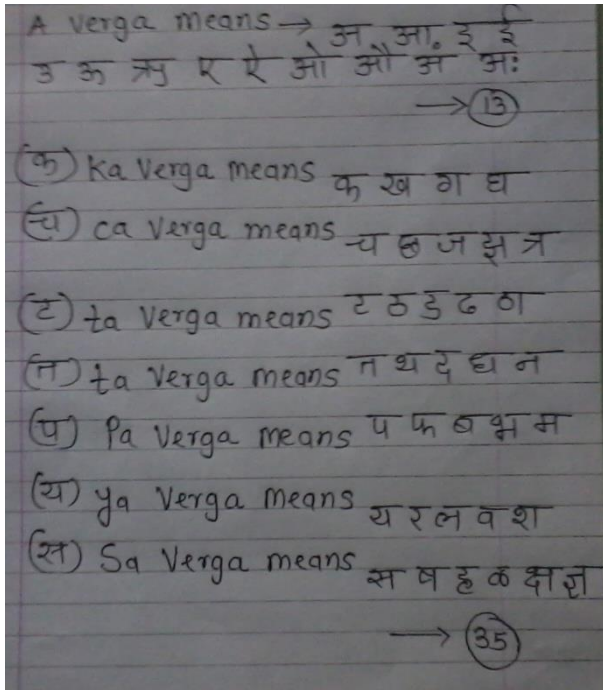 A verga means → अ आ. इ ई
उ ऊ ऋ ए ऐ ओ औ अ अः
→ 13
(क) Ka Verga means क ख ग घ
(च) ca Verga means च छ ज झ त्र
(ट) ta Verga means ट ठ ड ढ ठा
(त) ta Verga means त थ द ध न
(प) Pa Verga means प फ ब भ म
(य) ya Verga means य र ल व श
(स) Sa Verga means स ष ह ळ क्ष ज्ञ
→ 35